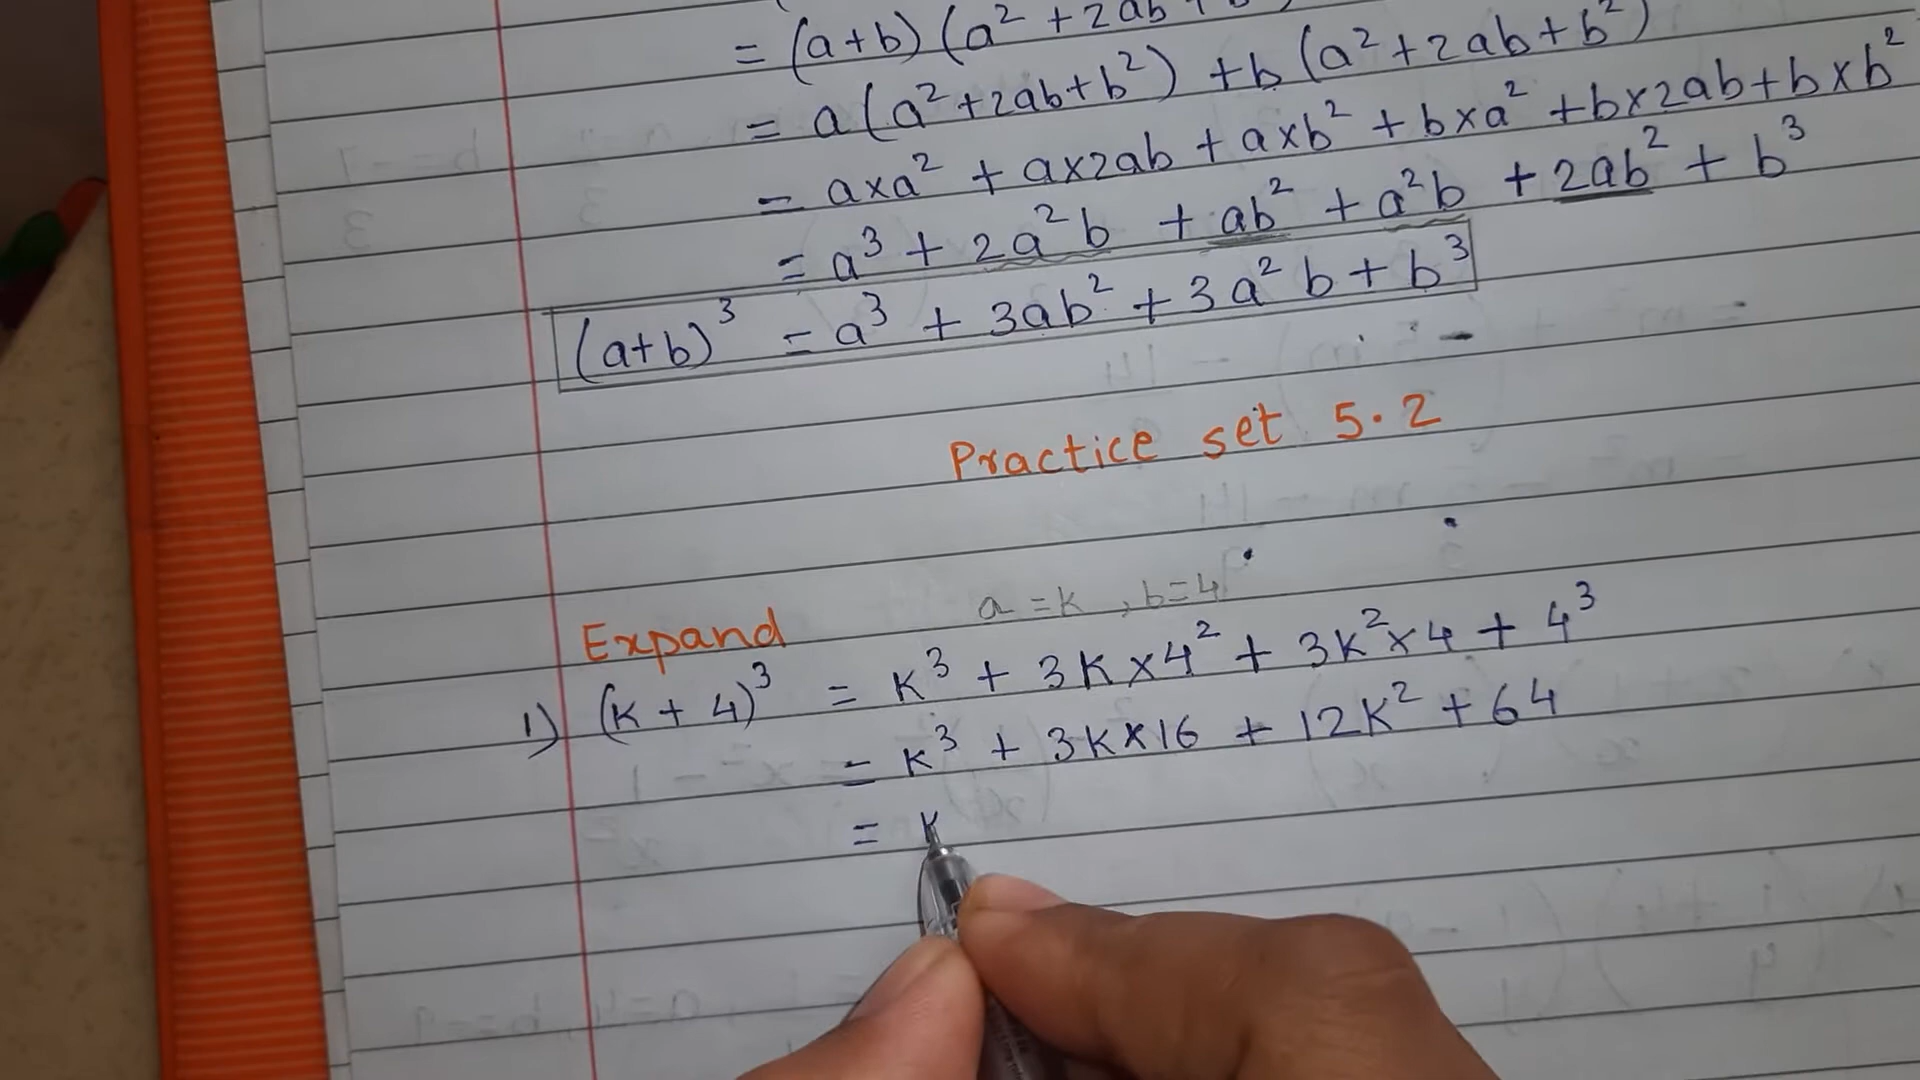 = (a+b) (a² + 2ab +
= a (a² + 2ab + b²) + b (a² + 2ab + b²)
= a×a² + a×2ab + a×b² + b×a² + b×2ab + b×b²
= a³ + 2a²b + ab² + a²b + 2ab² + b³
(a+b)³ = a³ + 3ab² + 3a²b + b³
Practice set 5.2
a = k , b = 4
Expand
1) (k + 4)³ = k³ + 3k×4² + 3k²×4 + 4³
= k³ + 3k×16 + 12k² + 64
= k